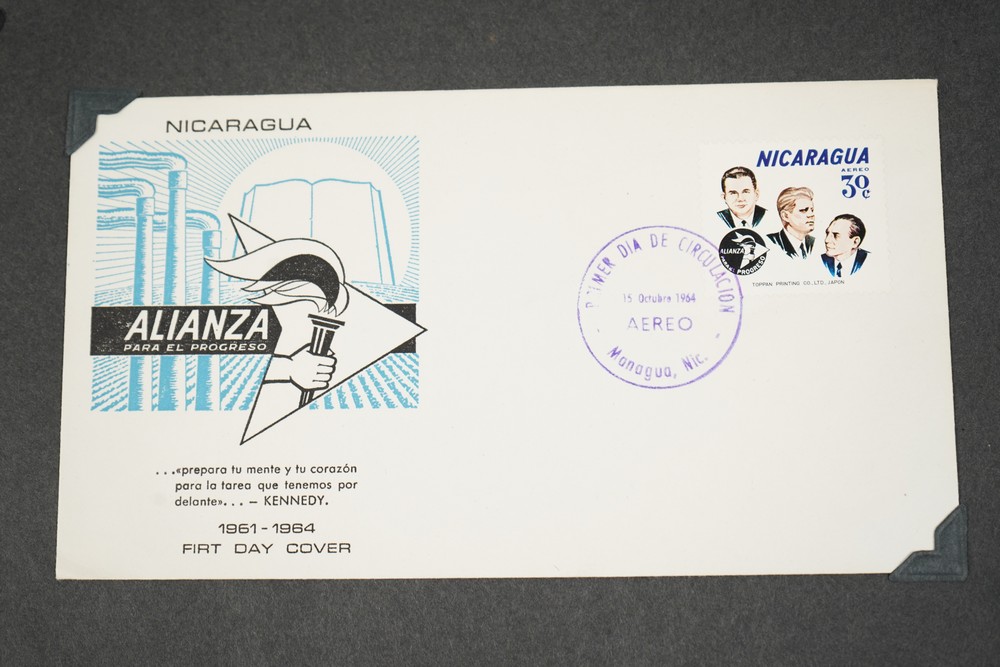 NICARAGUA
ALIANZA
PARA EL PROGRESO
...«prepara tu mente y tu corazón
para la tarea que tenemos por
delante»... – KENNEDY.
1961-1964
FIRT DAY COVER
PRIMER DIA DE CIRCULACION
15 Octubre 1964
AEREO
Managua, Nic.
NICARAGUA
AEREO
30c
ALIANZA
PARA EL PROGRESO
TOPPAN PRINTING CO., LTD., JAPON